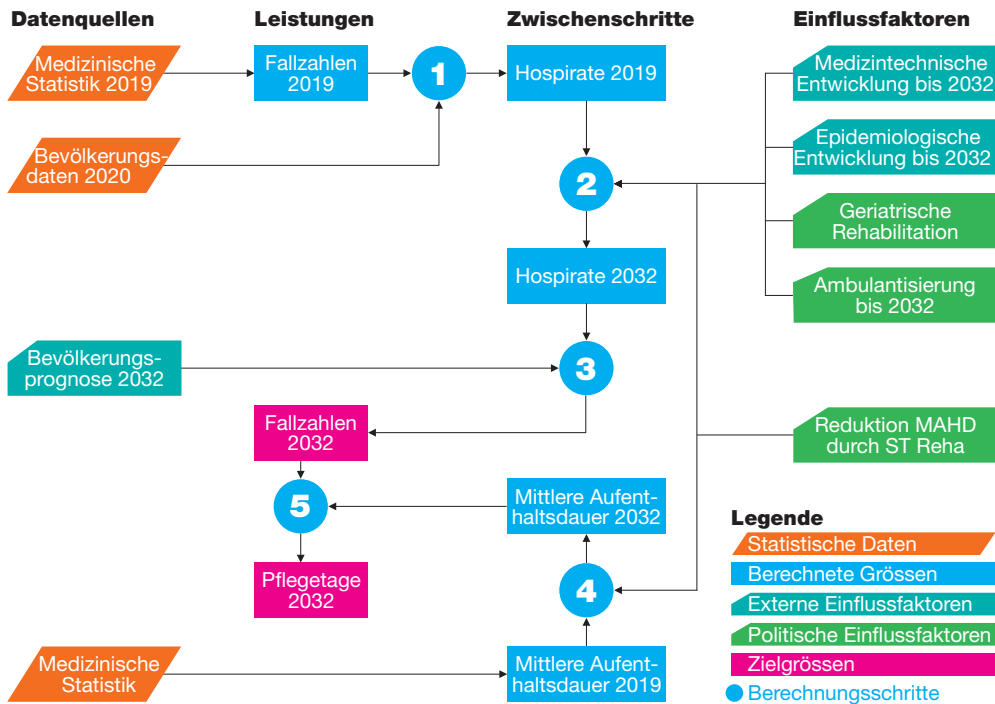 Datenquellen
Leistungen
Zwischenschritte
Einflussfaktoren
Medizinische
Statistik 2019
Fallzahlen
2019
1
Hospirate 2019
Medizintechnische
Entwicklung bis 2032
Bevölkerungs-
daten 2020
2
Epidemiologische
Entwicklung bis 2032
Geriatrische
Rehabilitation
Hospirate 2032
Ambulantisierung
bis 2032
Bevölkerungs-
prognose 2032
3
Fallzahlen
2032
Reduktion MAHD
durch ST Reha
5
Mittlere Aufent-
haltsdauer 2032
Pflegetage
2032
4
Medizinische
Statistik
Mittlere Aufent-
haltsdauer 2019
Legende
Statistische Daten
Berechnete Grössen
Externe Einflussfaktoren
Politische Einflussfaktoren
Zielgrössen
Berechnungsschritte